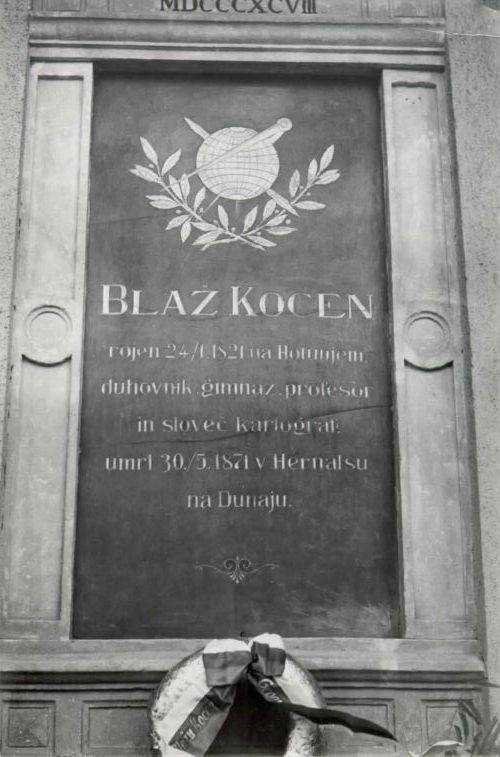 MDCCCXCVIII
BLAŽ KOCEN
rojen 24/1.1821 na Hotunjem,
duhovnik, gimnaz. profesor
in sloveč kartograf;
umrl 30./5.1871 v Hernalsu
na Dunaju.